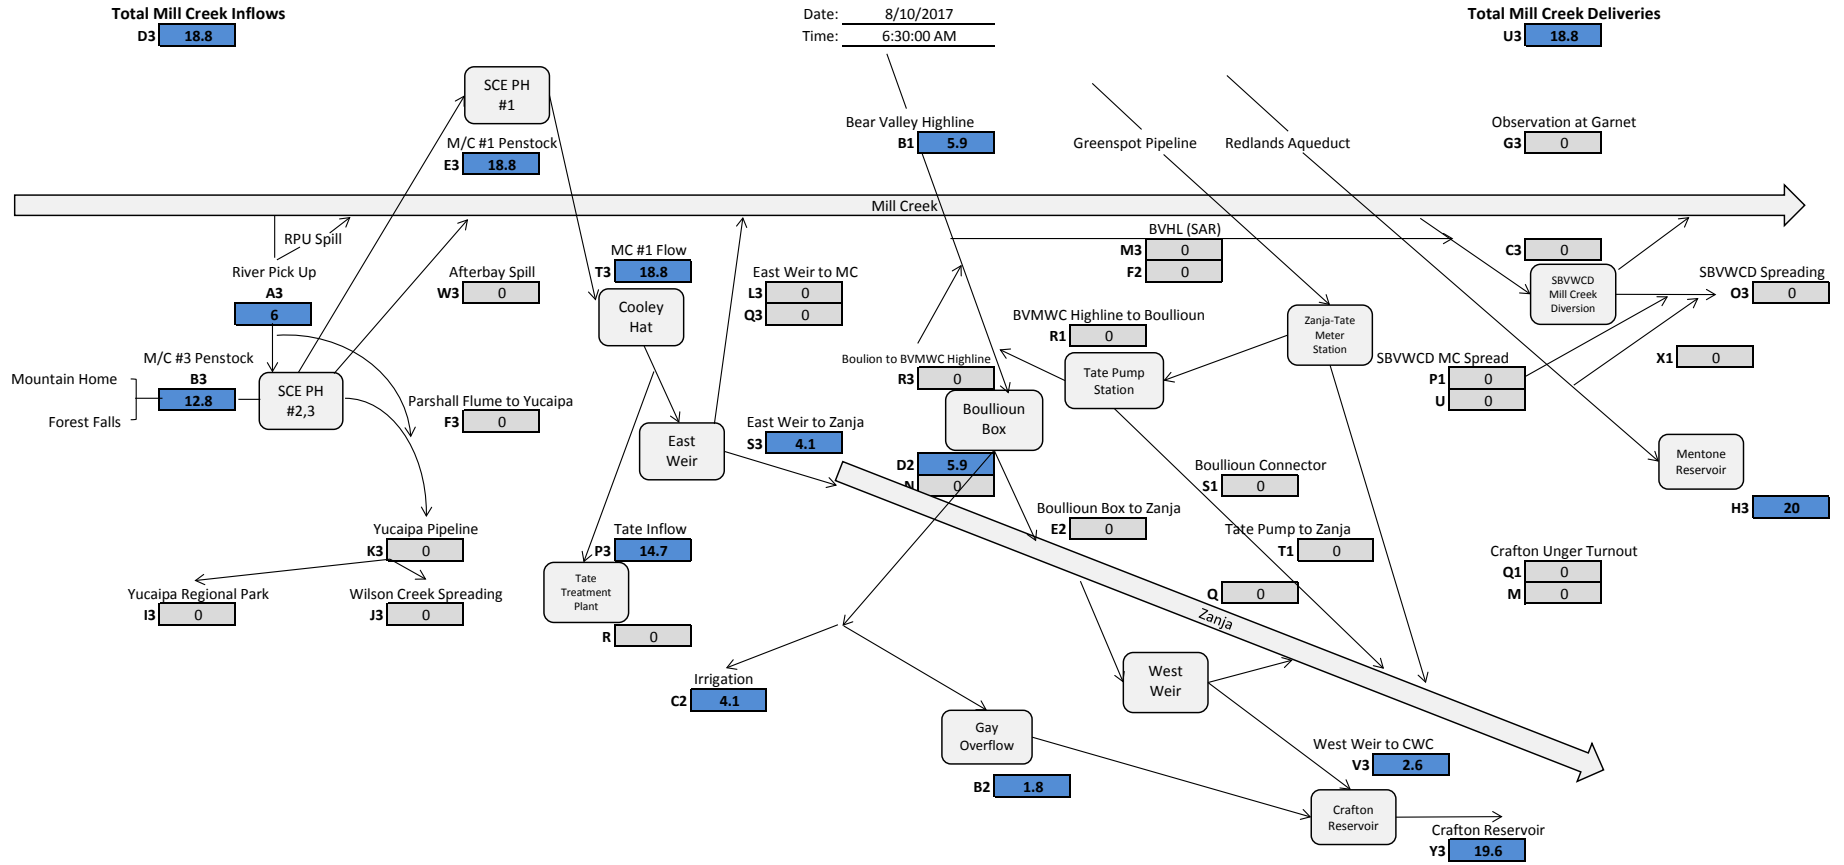 Total Mill Creek Inflows
D3 18.8
Date: 8/10/2017
Time: 6:30:00 AM
Total Mill Creek Deliveries
U3 18.8
SCE PH
#1
M/C #1 Penstock
E3 18.8
Bear Valley Highline
B1 5.9
Greenspot Pipeline
Redlands Aqueduct
Observation at Garnet
G3 0
Mill Creek
RPU Spill
River Pick Up
A3
6
Afterbay Spill
W3 0
MC #1 Flow
T3 18.8
Cooley
Hat
East Weir to MC
L3 0
Q3 0
BVHL (SAR)
M3 0
F2 0
C3 0
SBVWCD
Mill Creek
Diversion
SBVWCD Spreading
O3 0
BVMWC Highline to Boullioun
R1 0
Zanja-Tate
Meter
Station
Mountain Home
Forest Falls
M/C #3 Penstock
B3
12.8
SCE PH
#2,3
Parshall Flume to Yucaipa
F3 0
Boulion to BVMWC Highline
R3 0
Tate Pump
Station
SBVWCD MC Spread
P1 0
U 0
X1 0
Boullioun
Box
East
Weir
East Weir to Zanja
S3 4.1
D2 5.9
N 0
Boullioun Connector
S1 0
Mentone
Reservoir
H3 20
Boullioun Box to Zanja
E2 0
Yucaipa Pipeline
K3 0
Tate Inflow
P3 14.7
Tate Pump to Zanja
T1 0
Crafton Unger Turnout
Q1 0
M 0
Yucaipa Regional Park
I3 0
Wilson Creek Spreading
J3 0
Tate
Treatment
Plant
R 0
Q 0
Zanja
Irrigation
C2 4.1
West
Weir
Gay
Overflow
B2 1.8
West Weir to CWC
V3 2.6
Crafton
Reservoir
Crafton Reservoir
Y3 19.6